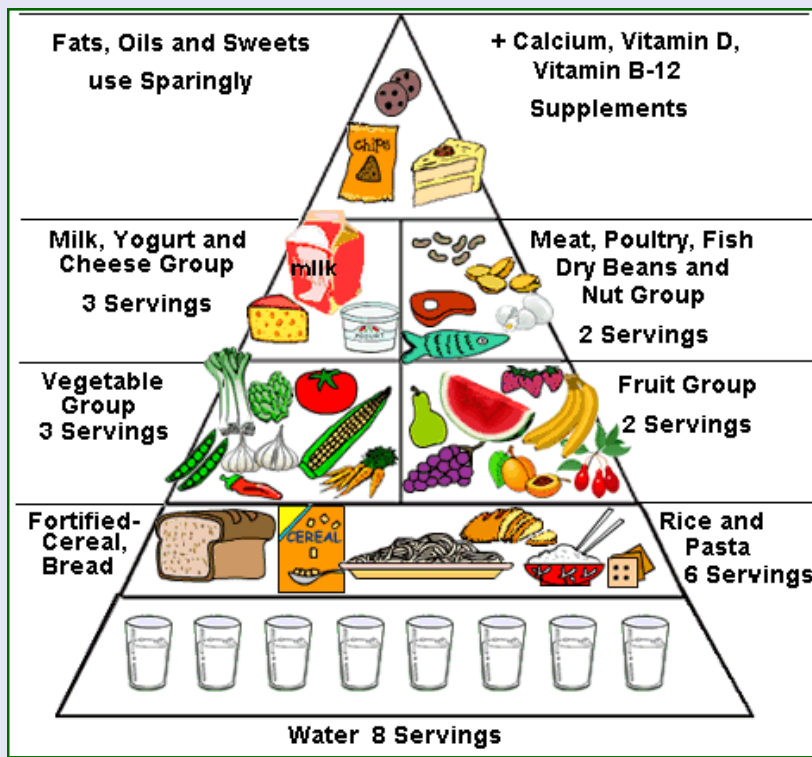 Fats, Oils and Sweets
use Sparingly
+ Calcium, Vitamin D,
Vitamin B-12
Supplements
chips
Milk, Yogurt and
Cheese Group
3 Servings
milk
YOGURT
Meat, Poultry, Fish
Dry Beans and
Nut Group
2 Servings
Vegetable
Group
3 Servings
Fruit Group
2 Servings
Fortified-
Cereal,
Bread
CEREAL
Rice and
Pasta
6 Servings
Water 8 Servings